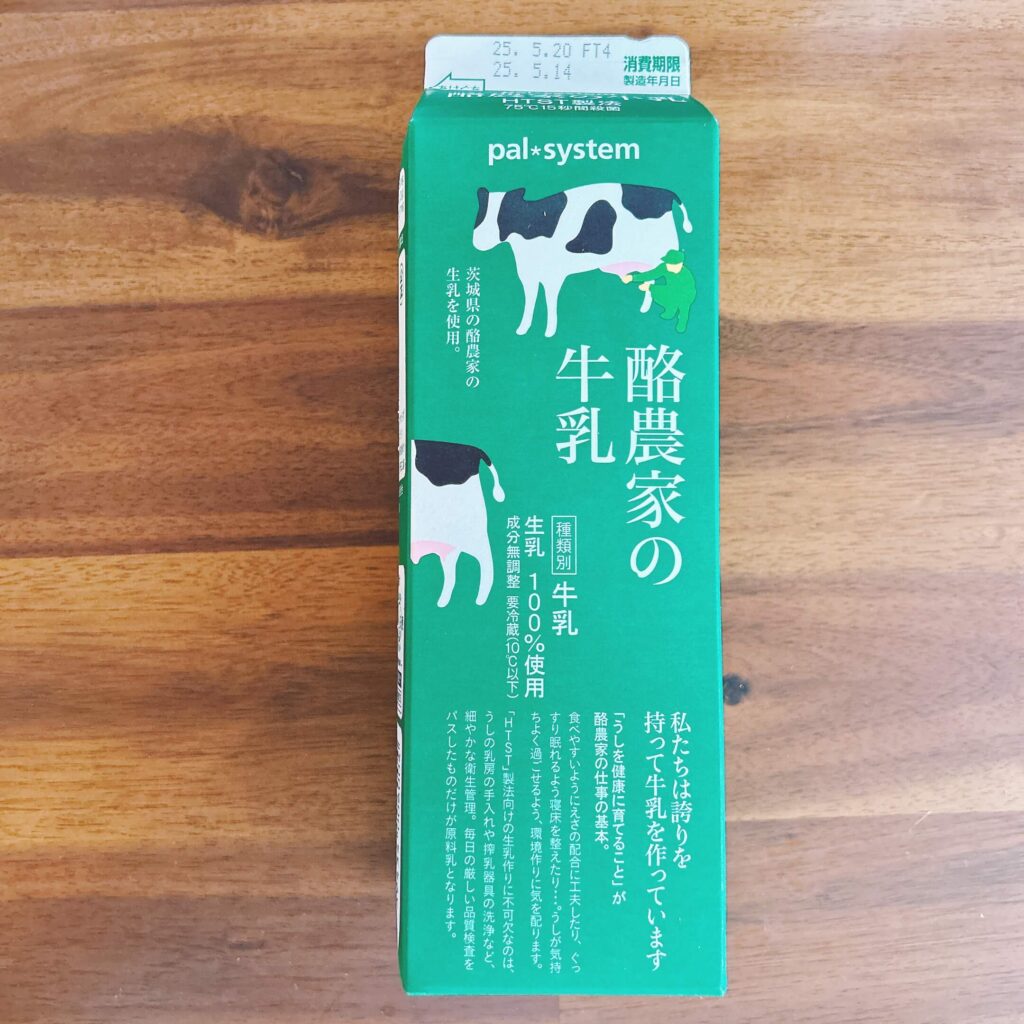 25. 5.20 FT4
25. 5.14
消費期限
製造年月日
HTST製法
75℃15秒間殺菌
pal*system
茨城県の酪農家の
生乳を使用。
酪農家の
牛乳
種類別 牛乳
生乳 100%使用
成分無調整 要冷蔵(10℃以下)
私たちは誇りを
持って牛乳を作っています
「うしを健康に育てること」が
酪農家の仕事の基本。
食べやすいようにえさの配合に工夫したり、ぐっ
すり眠れるよう寝床を整えたり…。うしが気持
ちよく過ごせるよう、環境作りに気を配ります。
「HTST」製法向けの生乳作りに不可欠なのは、
うしの乳房の手入れや搾乳器具の洗浄など、
細やかな衛生管理。毎日の厳しい品質検査を
パスしたものだけが原料乳となります。